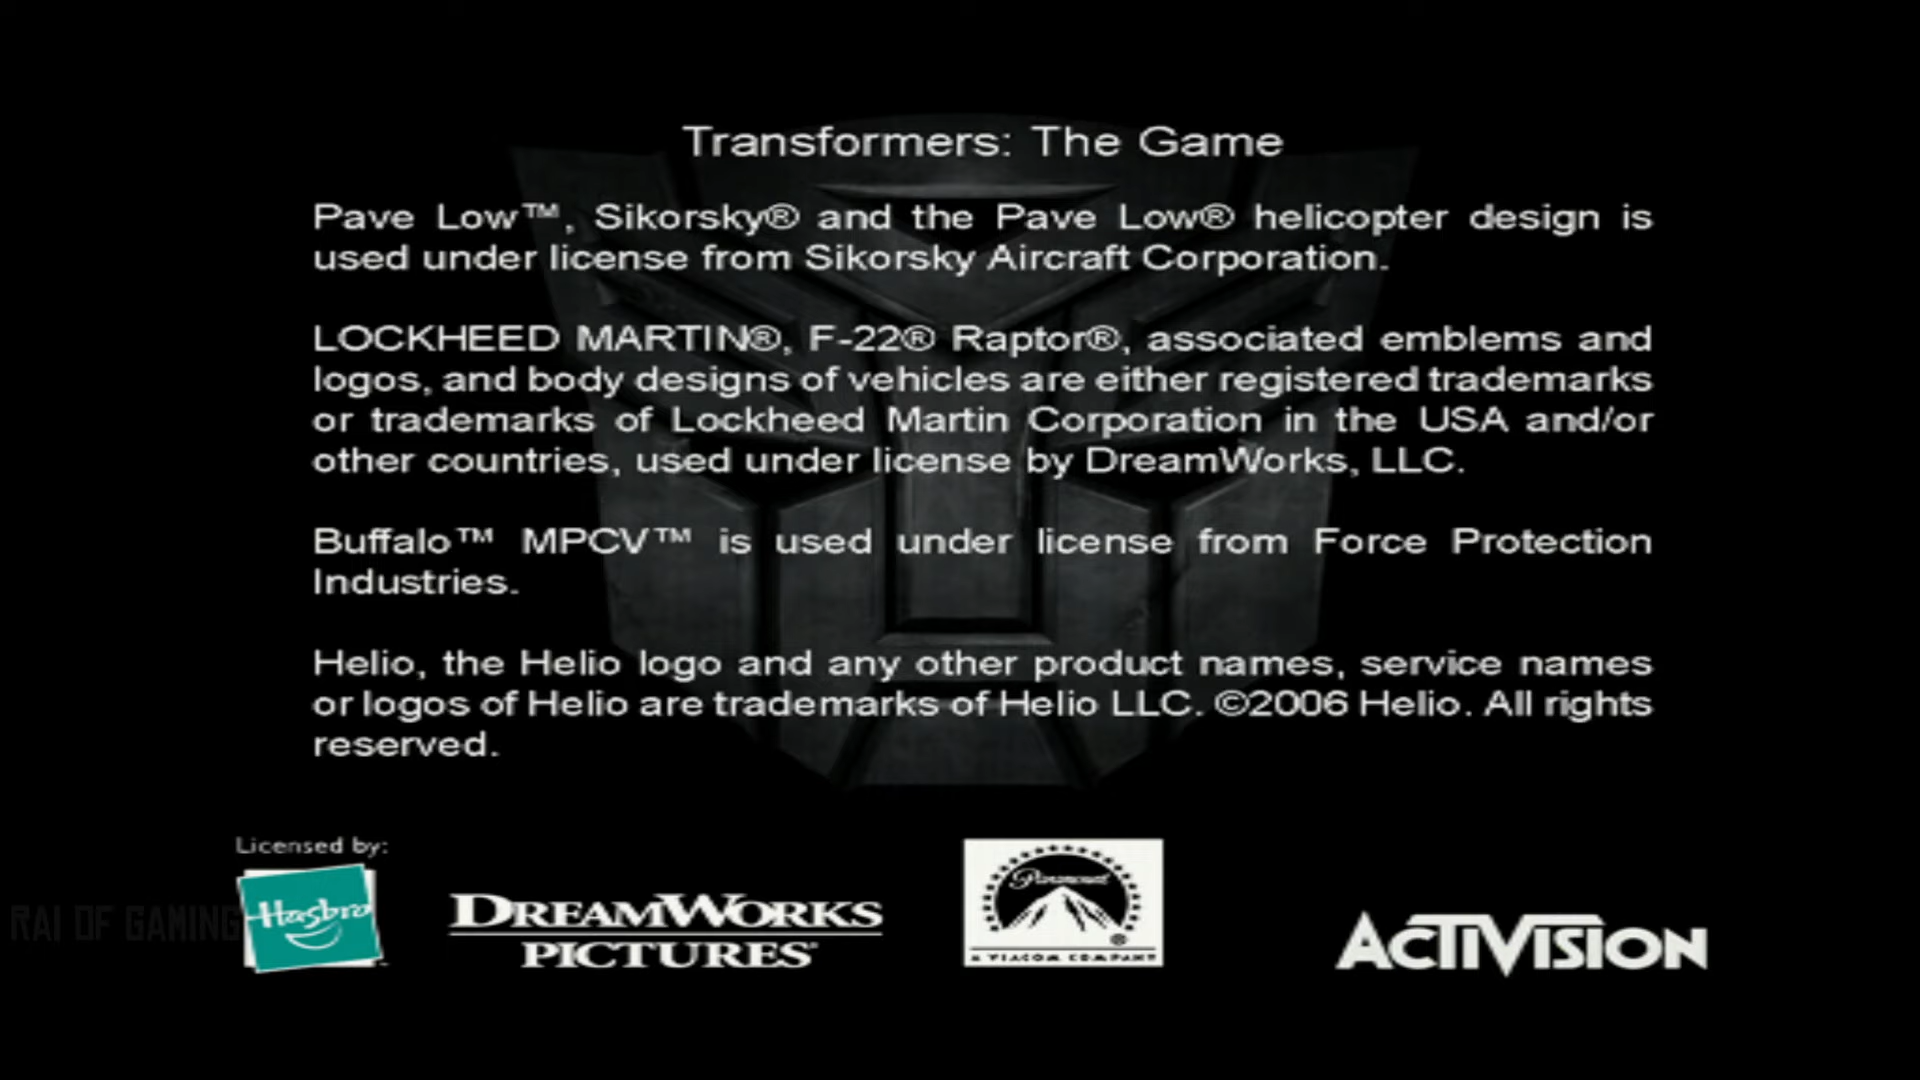 Transformers: The Game
Pave Low™, Sikorsky® and the Pave Low® helicopter design is
used under license from Sikorsky Aircraft Corporation.
LOCKHEED MARTIN®, F-22® Raptor®, associated emblems and
logos, and body designs of vehicles are either registered trademarks
or trademarks of Lockheed Martin Corporation in the USA and/or
other countries, used under license by DreamWorks, LLC.
Buffalo™ MPCV™ is used under license from Force Protection
Industries.
Helio, the Helio logo and any other product names, service names
or logos of Helio are trademarks of Helio LLC. ©2006 Helio. All rights
reserved.
Licensed by:
Hasbro
DREAMWORKS
PICTURES®
Paramount
®
A VIACOM COMPANY
ACTIVISION
RAI OF GAMING